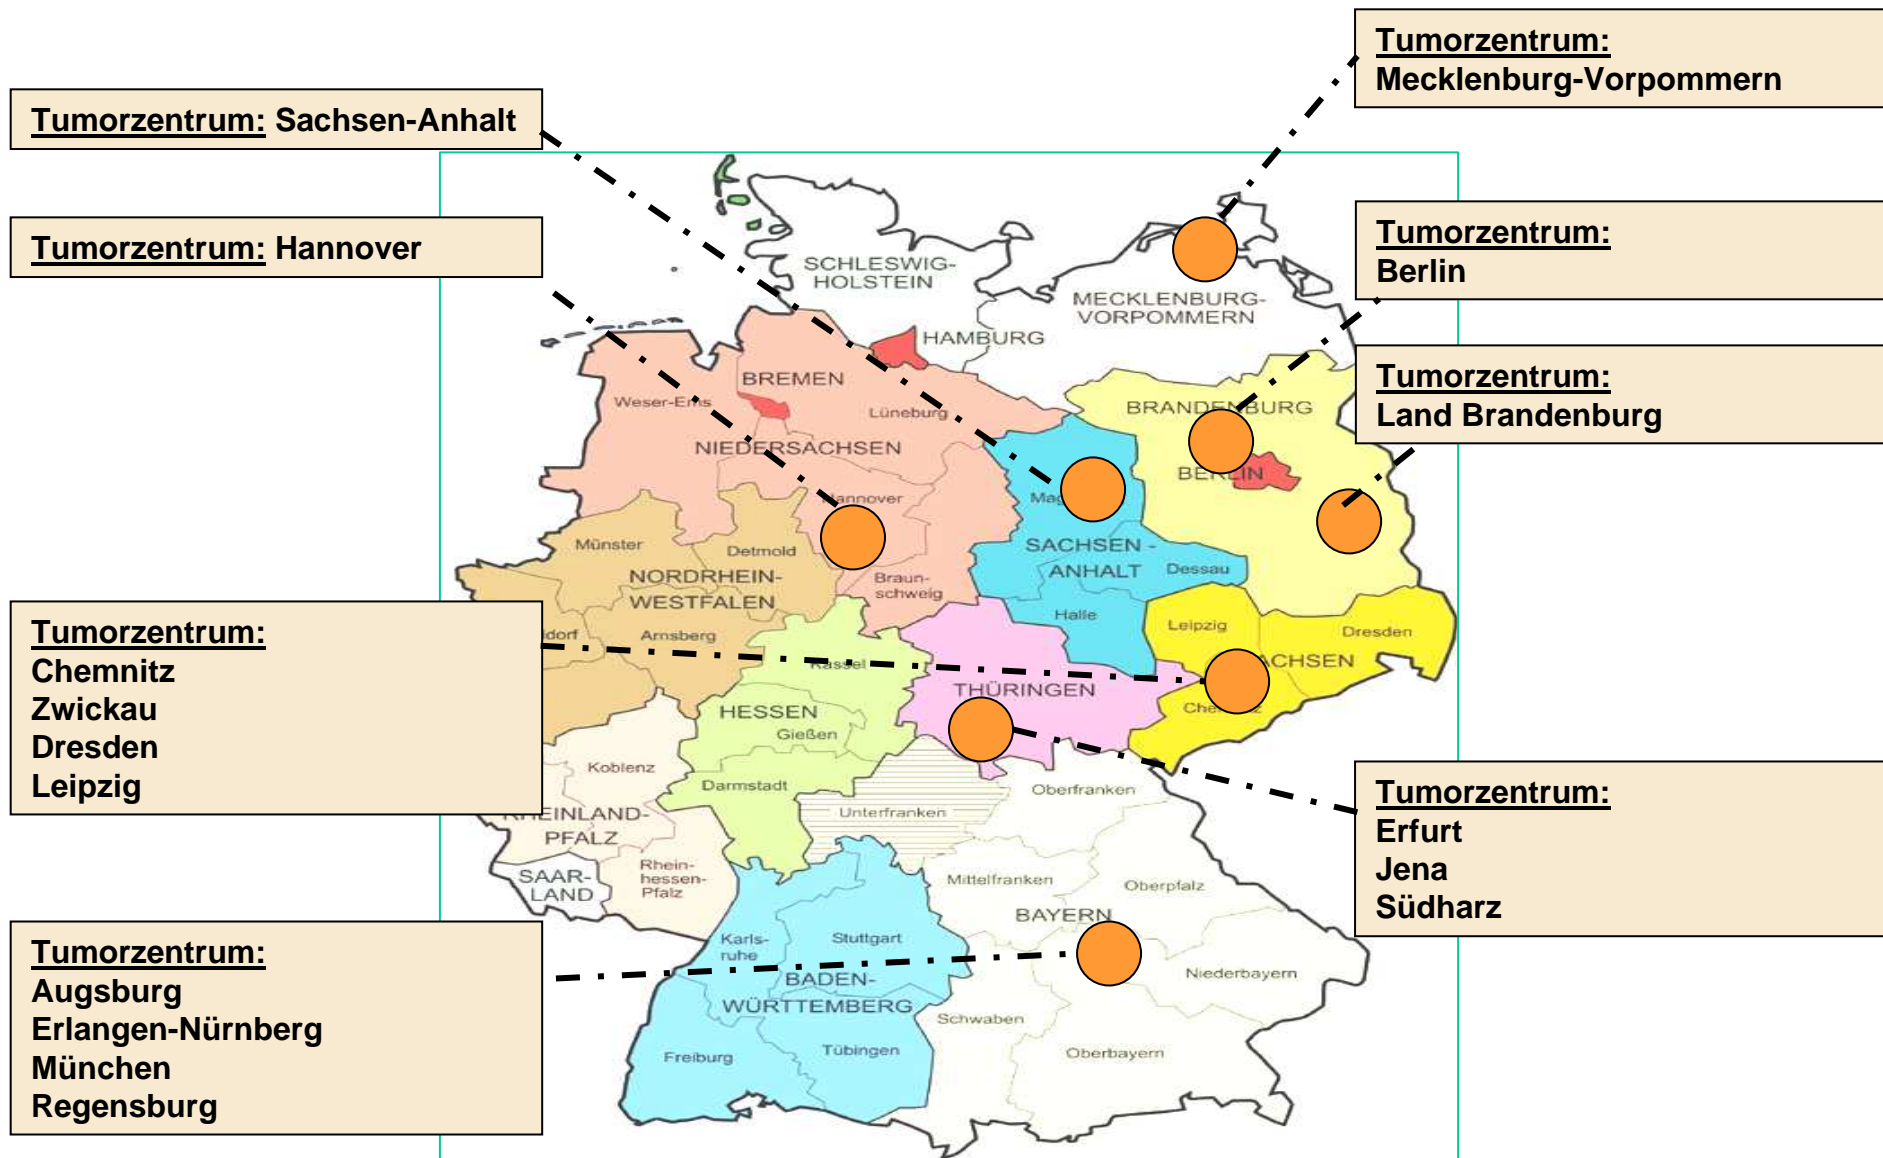 Tumorzentrum:
Mecklenburg-Vorpommern
Tumorzentrum: Sachsen-Anhalt
Tumorzentrum: Hannover
Tumorzentrum:
Berlin
Tumorzentrum:
Land Brandenburg
Tumorzentrum:
Chemnitz
Zwickau
Dresden
Leipzig
Tumorzentrum:
Erfurt
Jena
Südharz
Tumorzentrum:
Augsburg
Erlangen-Nürnberg
München
Regensburg
SCHLESWIG-
HOLSTEIN
MECKLENBURG-
VORPOMMERN
HAMBURG
BREMEN
Weser-Ems
Lüneburg
NIEDERSACHSEN
Hannover
Braun-
schweig
BRANDENBURG
BERLIN
SACHSEN -
ANHALT
Dessau
Halle
Münster
Detmold
NORDRHEIN-
WESTFALEN
Arnsberg
Leipzig
Dresden
Kassel
HESSEN
Gießen
Darmstadt
THÜRINGEN
Koblenz
RHEINLAND-
PFALZ
Rhein-
hessen-
Pfalz
SAAR-
LAND
Unterfranken
Oberfranken
Mittelfranken
Oberpfalz
BAYERN
Niederbayern
Schwaben
Oberbayern
Karls-
ruhe
Stuttgart
BADEN-
WÜRTTEMBERG
Freiburg
Tübingen